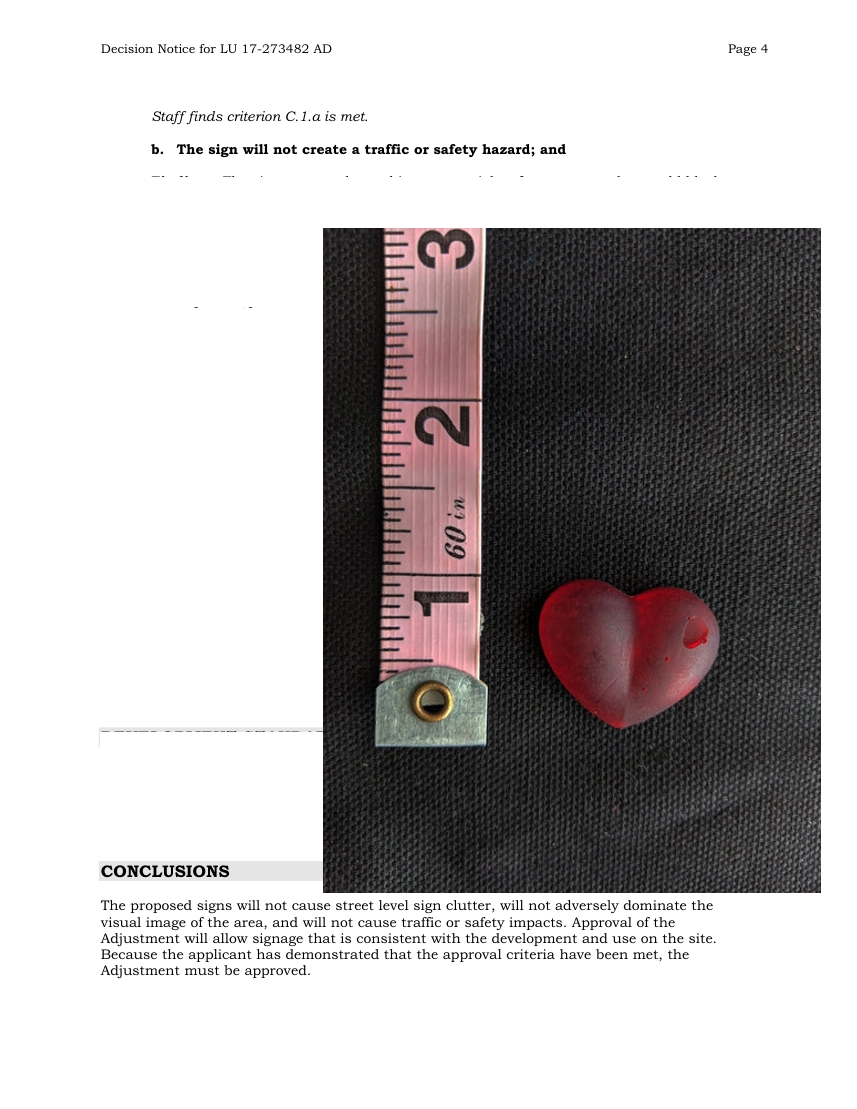 Decision Notice for LU 17-273482 AD Page 4
Staff finds criterion C.1.a is met.
b. The sign will not create a traffic or safety hazard; and
3
2
60 in
1
CONCLUSIONS
The proposed signs will not cause street level sign clutter, will not adversely dominate the
visual image of the area, and will not cause traffic or safety impacts. Approval of the
Adjustment will allow signage that is consistent with the development and use on the site.
Because the applicant has demonstrated that the approval criteria have been met, the
Adjustment must be approved.